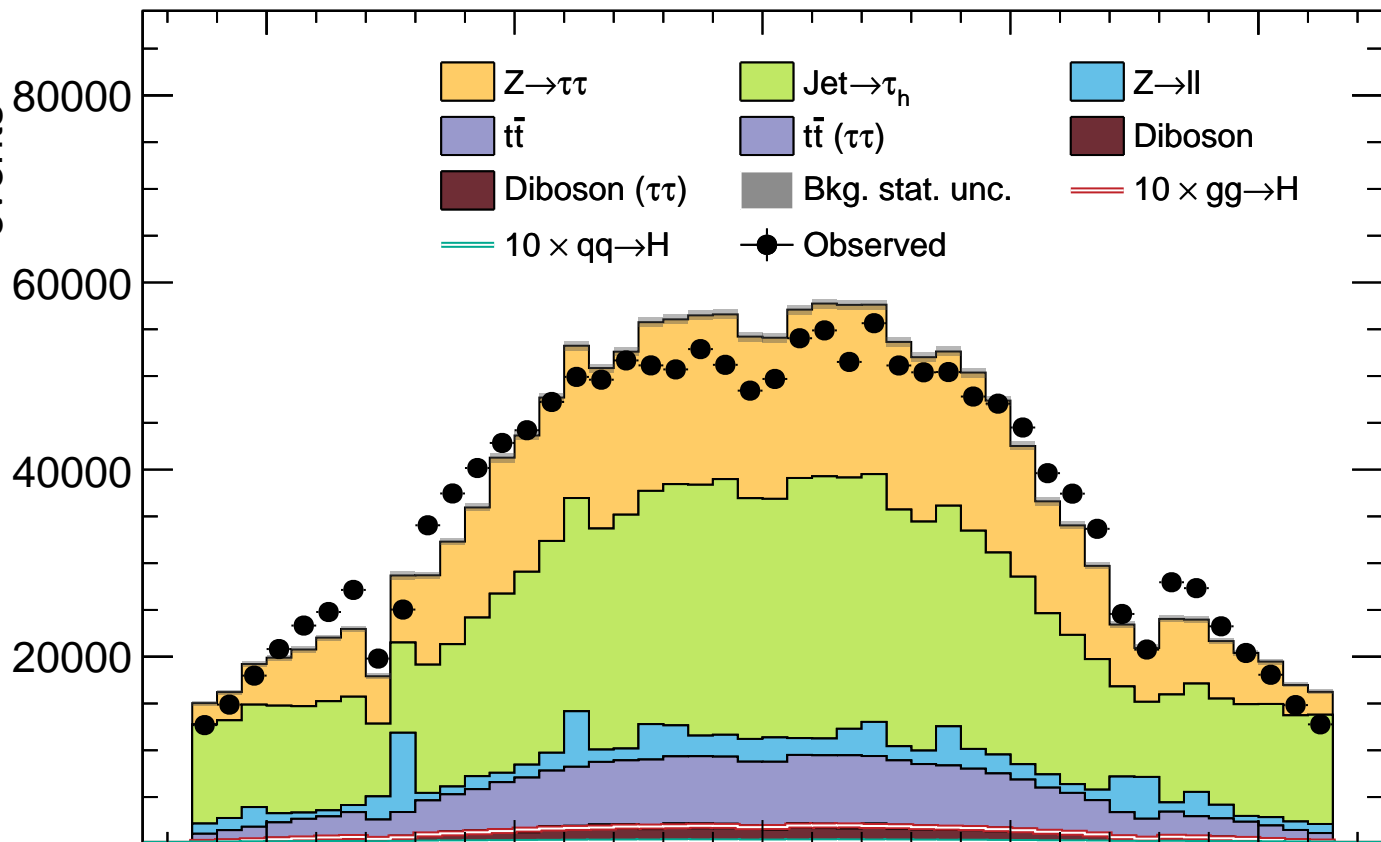 80000
60000
40000
20000
Z→ττ Jet→τh Z→ll
tt̄ tt̄ (ττ) Diboson
Diboson (ττ) Bkg. stat. unc. 10 × gg→H
10 × qq→H Observed